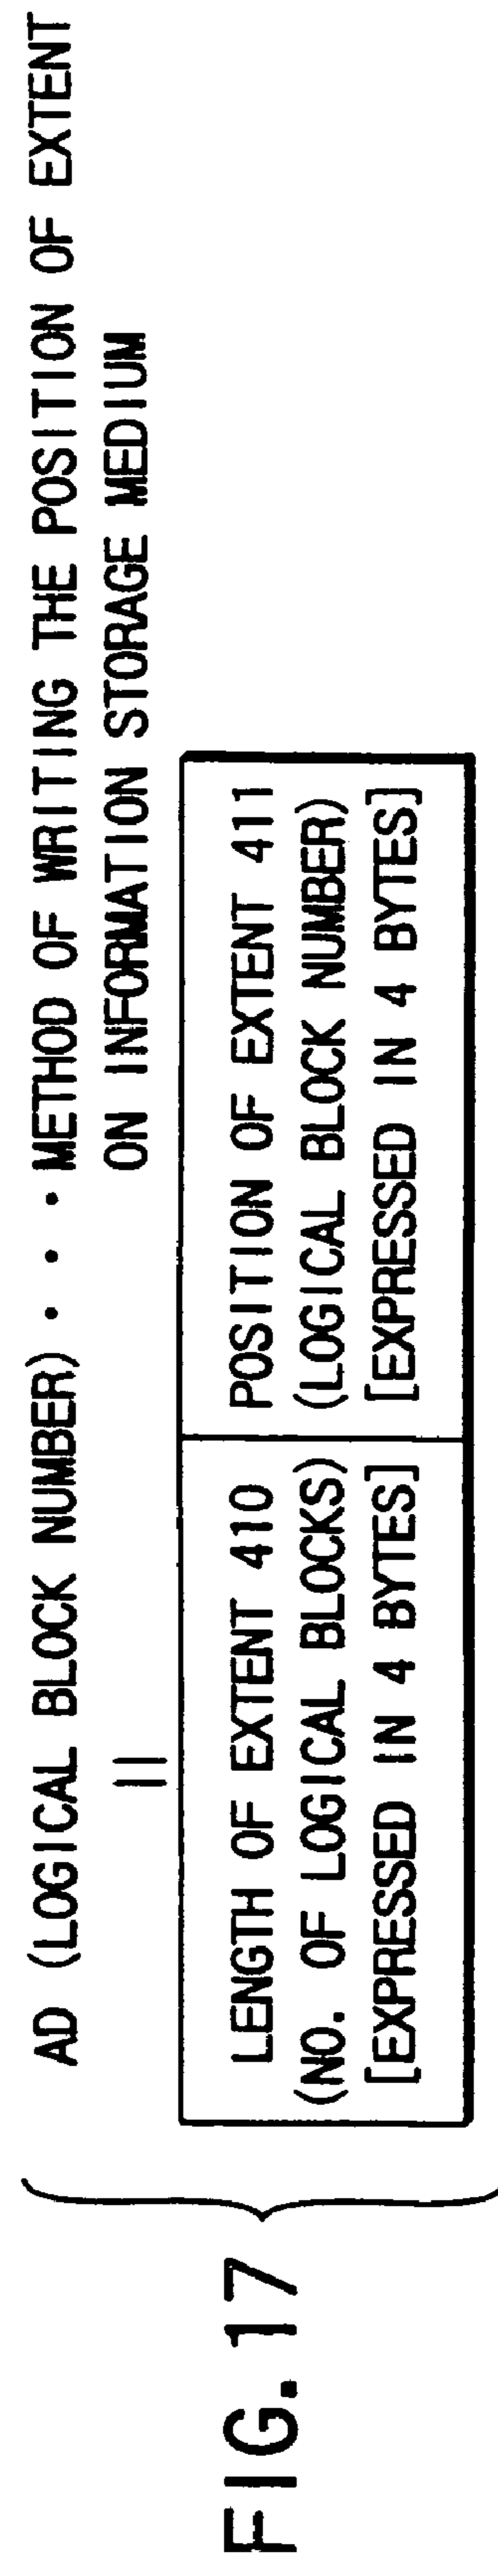 AD (LOGICAL BLOCK NUMBER) · · · METHOD OF WRITING THE POSITION OF EXTENT
ON INFORMATION STORAGE MEDIUM
||
LENGTH OF EXTENT 410
(NO. OF LOGICAL BLOCKS)
[EXPRESSED IN 4 BYTES]
POSITION OF EXTENT 411
(LOGICAL BLOCK NUMBER)
[EXPRESSED IN 4 BYTES]
FIG. 17